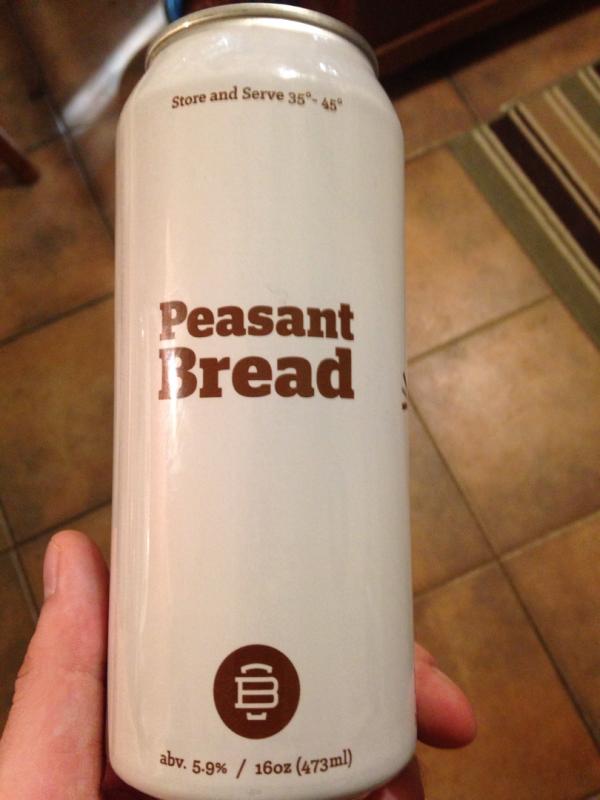 Store and Serve 35°- 45°
Peasant
Bread
B
abv. 5.9% / 16oz (473ml)